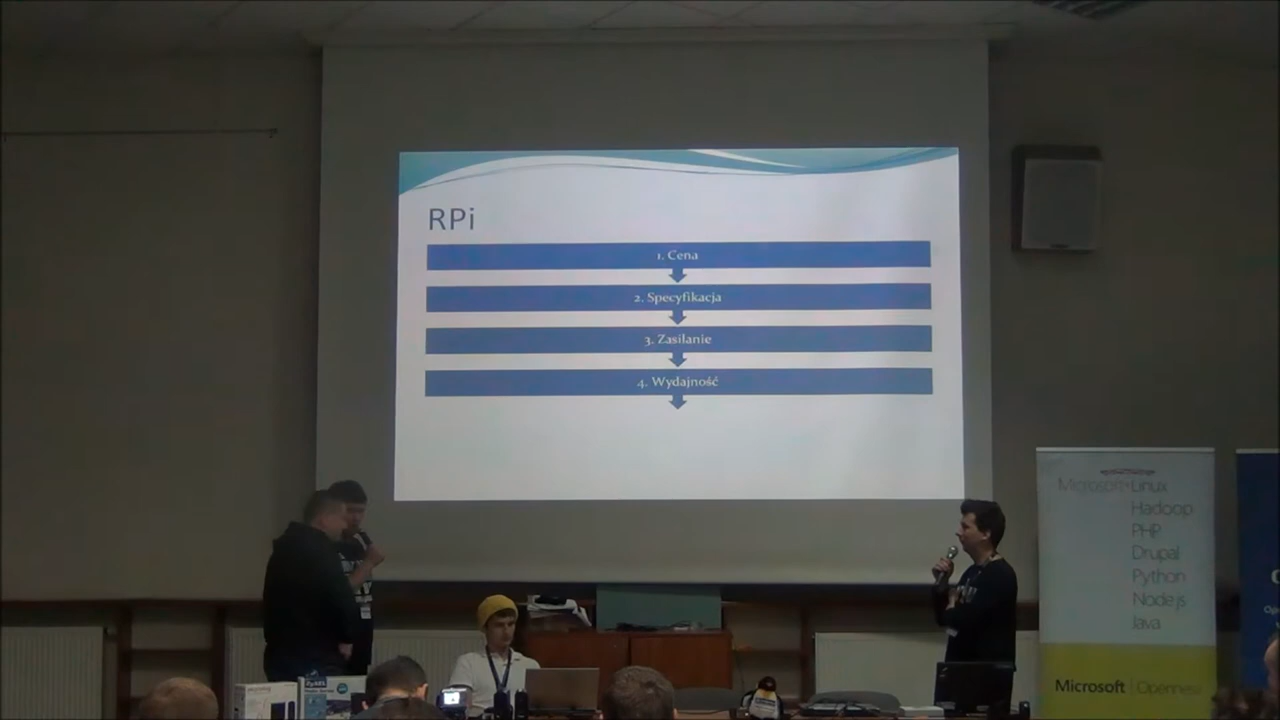 RPi
1. Cena
2. Specyfikacja
3. Zasilanie
4. Wydajność
Microsoft+Linux
Hadoop
PHP
Drupal
Python
Node.js
Java
Microsoft | Openness